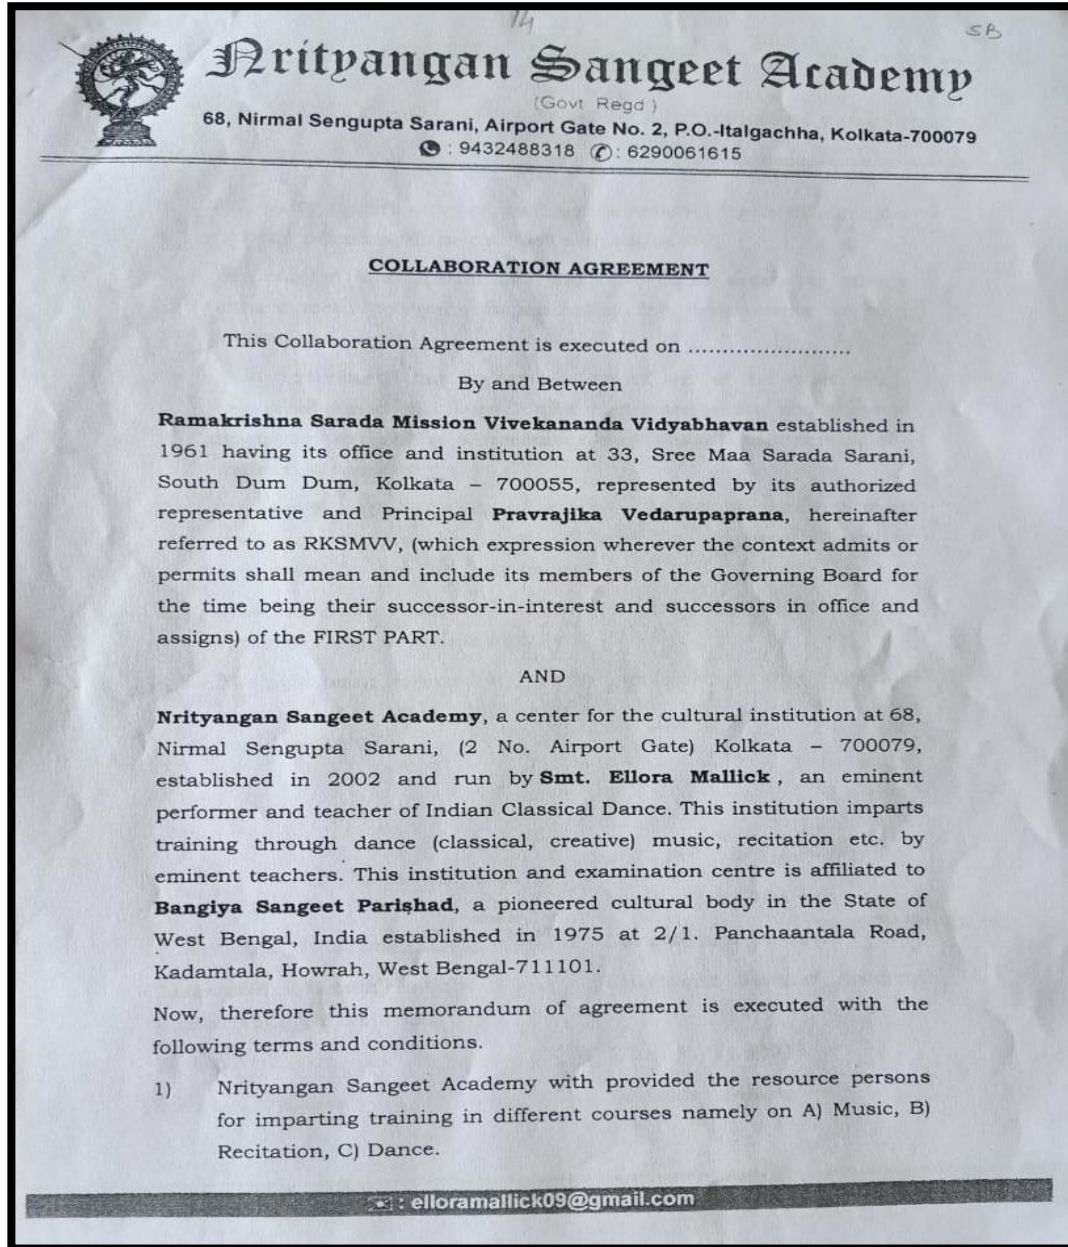 14
SB
Nrityangan Sangeet Academy
(Govt Regd)
68, Nirmal Sengupta Sarani, Airport Gate No. 2, P.O.-Italgachha, Kolkata-700079
: 9432488318 : 6290061615
COLLABORATION AGREEMENT
This Collaboration Agreement is executed on ........................
By and Between
Ramakrishna Sarada Mission Vivekananda Vidyabhavan established in
1961 having its office and institution at 33, Sree Maa Sarada Sarani,
South Dum Dum, Kolkata – 700055, represented by its authorized
representative and Principal Pravrajika Vedarupaprana, hereinafter
referred to as RKSMVV, (which expression wherever the context admits or
permits shall mean and include its members of the Governing Board for
the time being their successor-in-interest and successors in office and
assigns) of the FIRST PART.
AND
Nrityangan Sangeet Academy, a center for the cultural institution at 68,
Nirmal Sengupta Sarani, (2 No. Airport Gate) Kolkata – 700079,
established in 2002 and run by Smt. Ellora Mallick , an eminent
performer and teacher of Indian Classical Dance. This institution imparts
training through dance (classical, creative) music, recitation etc. by
eminent teachers. This institution and examination centre is affiliated to
Bangiya Sangeet Parishad, a pioneered cultural body in the State of
West Bengal, India established in 1975 at 2/1. Panchaantala Road,
Kadamtala, Howrah, West Bengal-711101.
Now, therefore this memorandum of agreement is executed with the
following terms and conditions.
1) Nrityangan Sangeet Academy with provided the resource persons
for imparting training in different courses namely on A) Music, B)
Recitation, C) Dance.
: elloramallick09@gmail.com